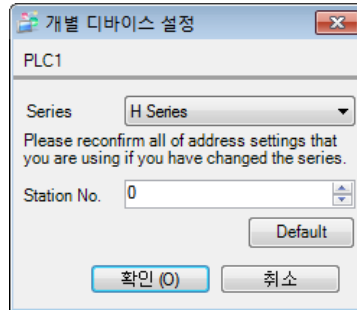 개별 디바이스 설정
PLC1
Series H Series
Please reconfirm all of address settings that
you are using if you have changed the series.
Station No. 0
Default
확인 (O) 취소